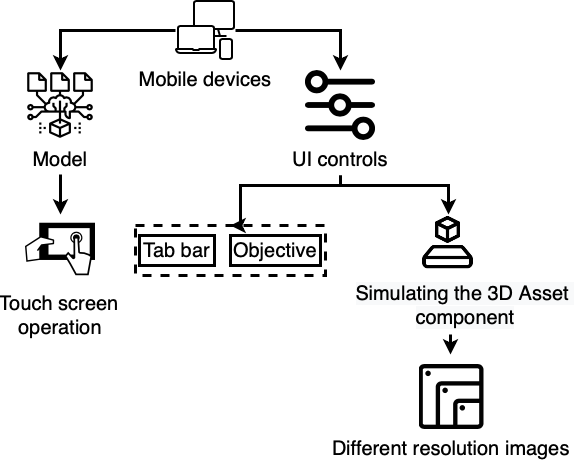 Mobile devices
Model
UI controls
Tab bar
Objective
Touch screen
operation
Simulating the 3D Asset
component
Different resolution images